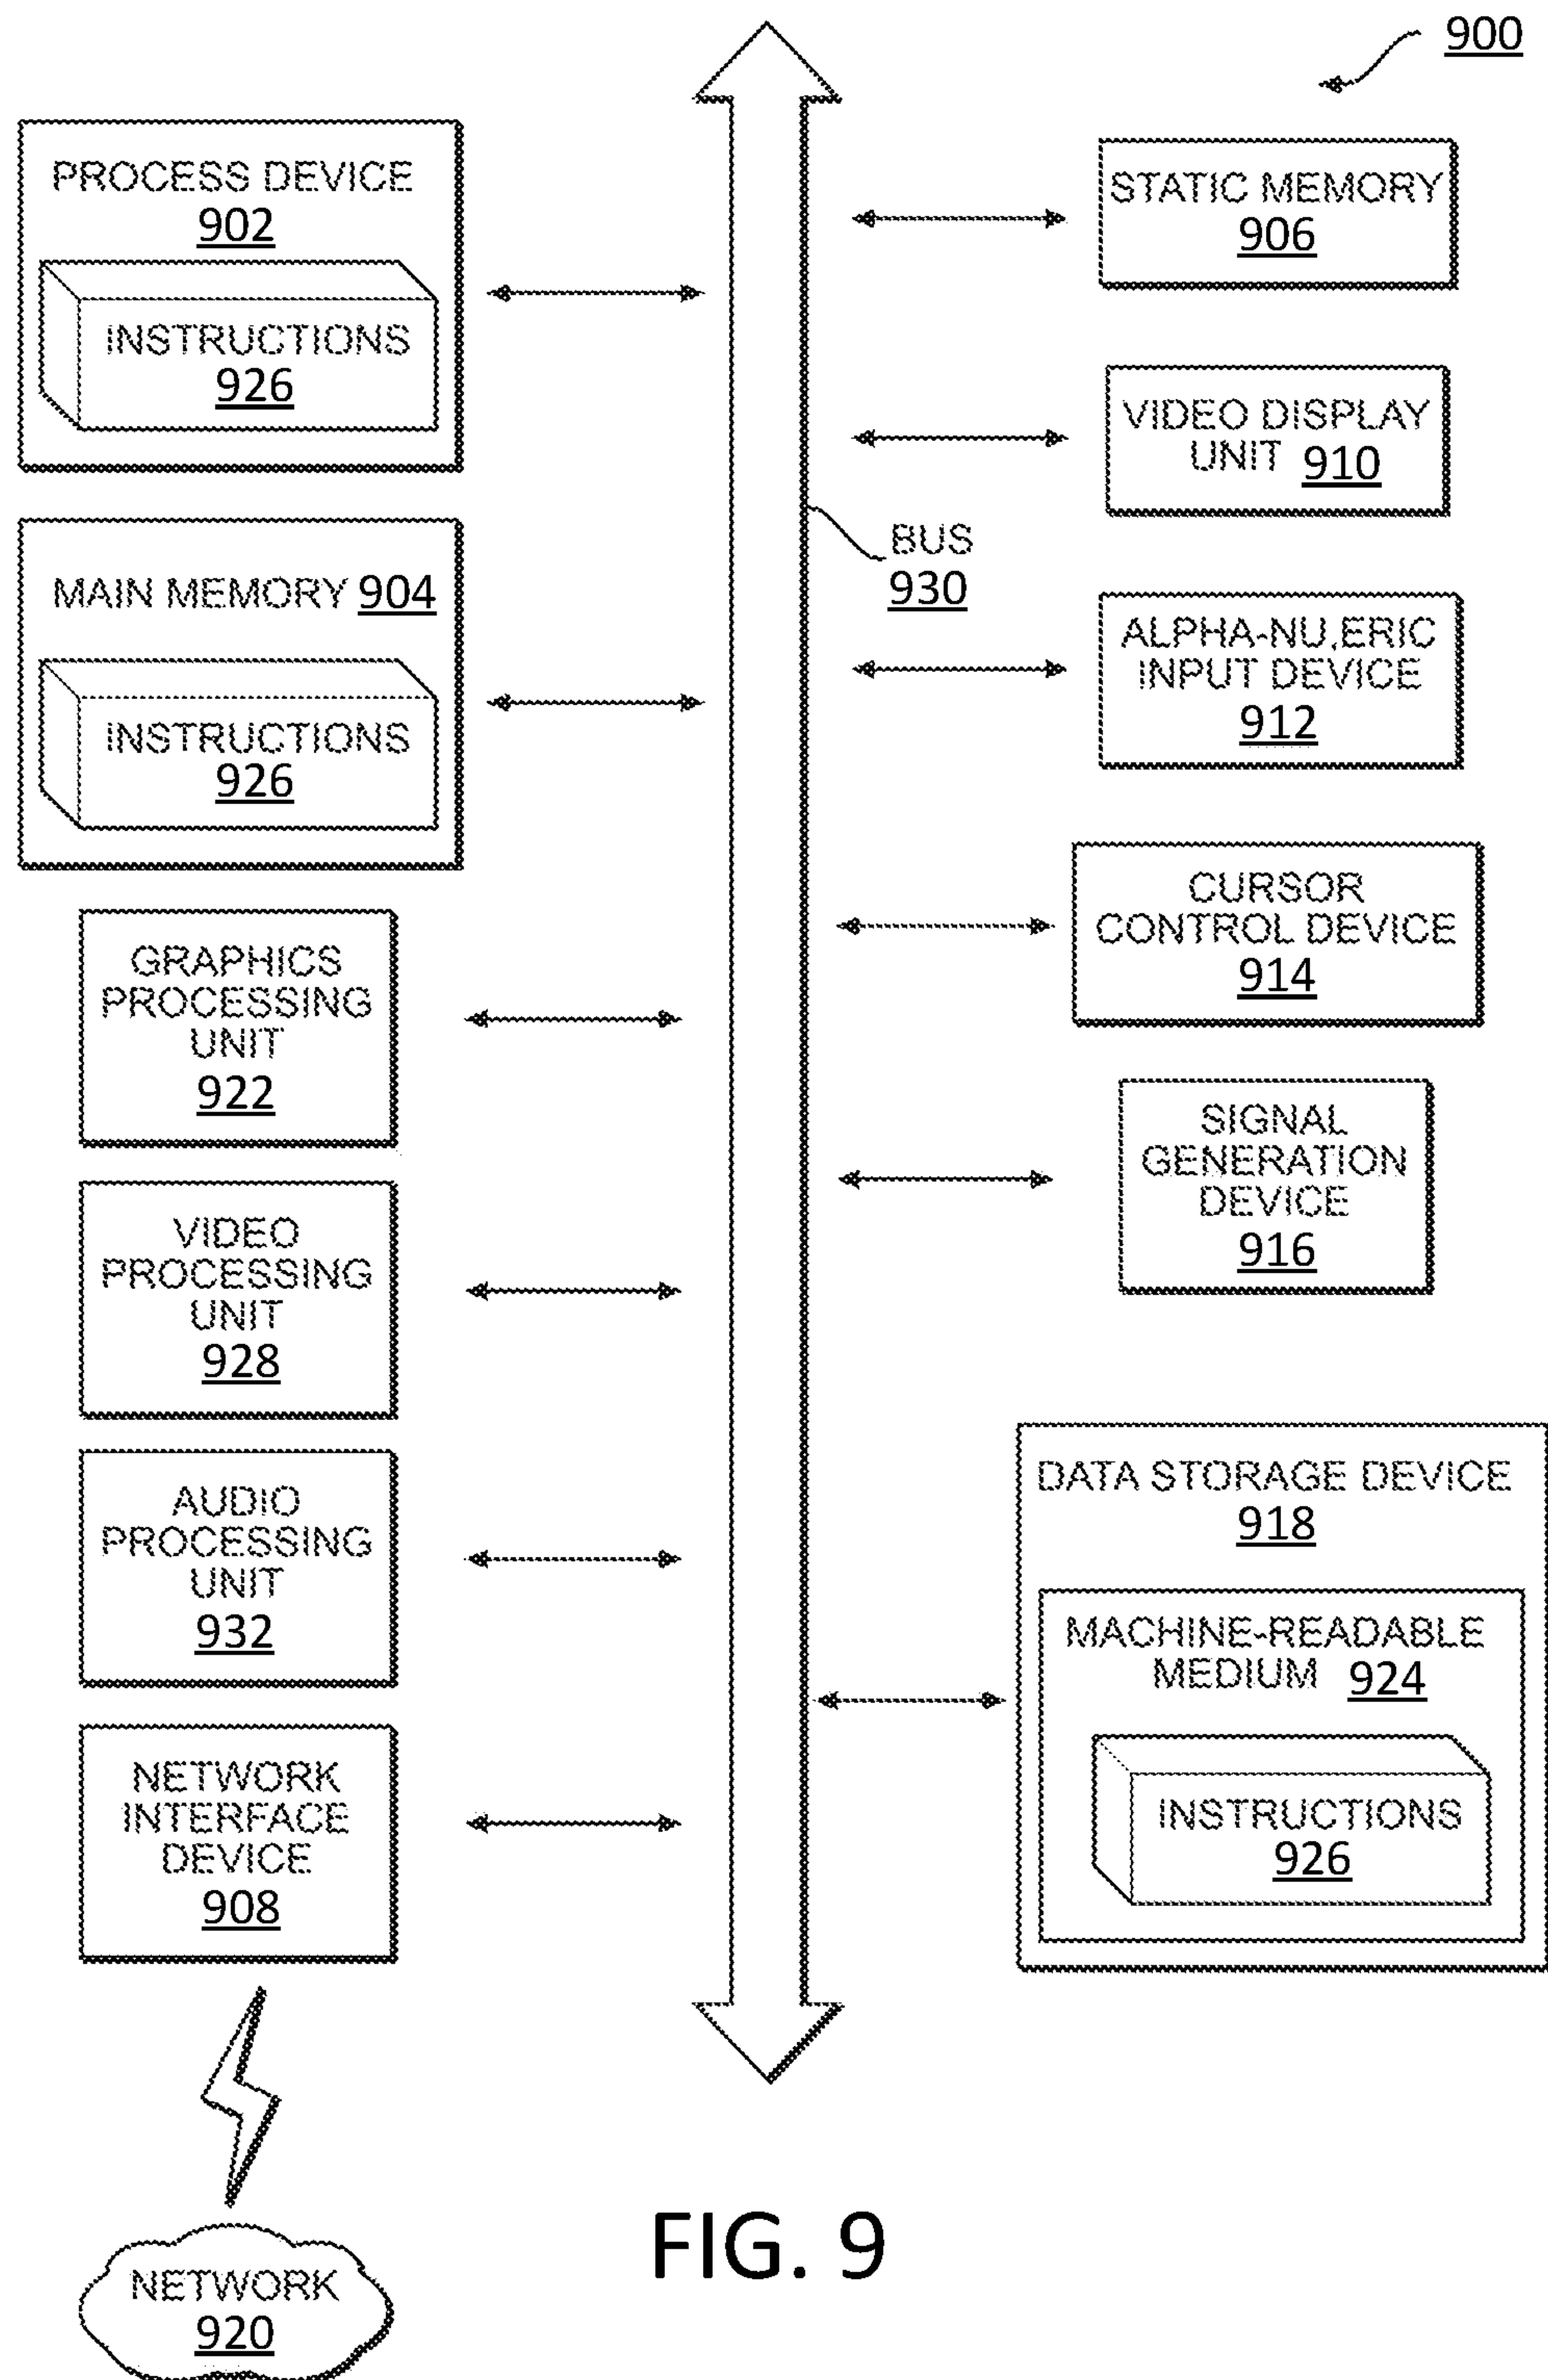 900
PROCESS DEVICE
902
INSTRUCTIONS
926
MAIN MEMORY 904
INSTRUCTIONS
926
GRAPHICS
PROCESSING
UNIT
922
VIDEO
PROCESSING
UNIT
928
AUDIO
PROCESSING
UNIT
932
NETWORK
INTERFACE
DEVICE
908
NETWORK
920
BUS
930
STATIC MEMORY
906
VIDEO DISPLAY
UNIT 910
ALPHA-NU,ERIC
INPUT DEVICE
912
CURSOR
CONTROL DEVICE
914
SIGNAL
GENERATION
DEVICE
916
DATA STORAGE DEVICE
918
MACHINE-READABLE
MEDIUM 924
INSTRUCTIONS
926
FIG. 9